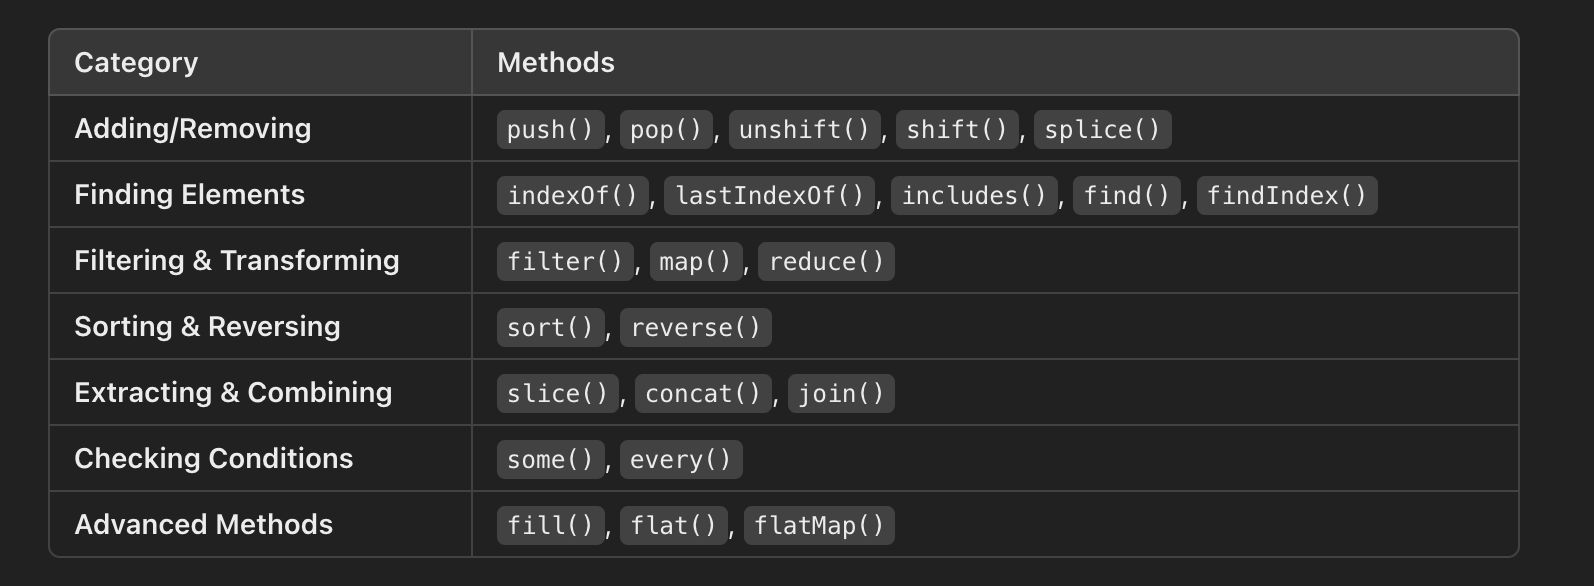 Category Methods
Adding/Removing push(), pop(), unshift(), shift(), splice()
Finding Elements indexOf(), lastIndexOf(), includes(), find(), findIndex()
Filtering & Transforming filter(), map(), reduce()
Sorting & Reversing sort(), reverse()
Extracting & Combining slice(), concat(), join()
Checking Conditions some(), every()
Advanced Methods fill(), flat(), flatMap()